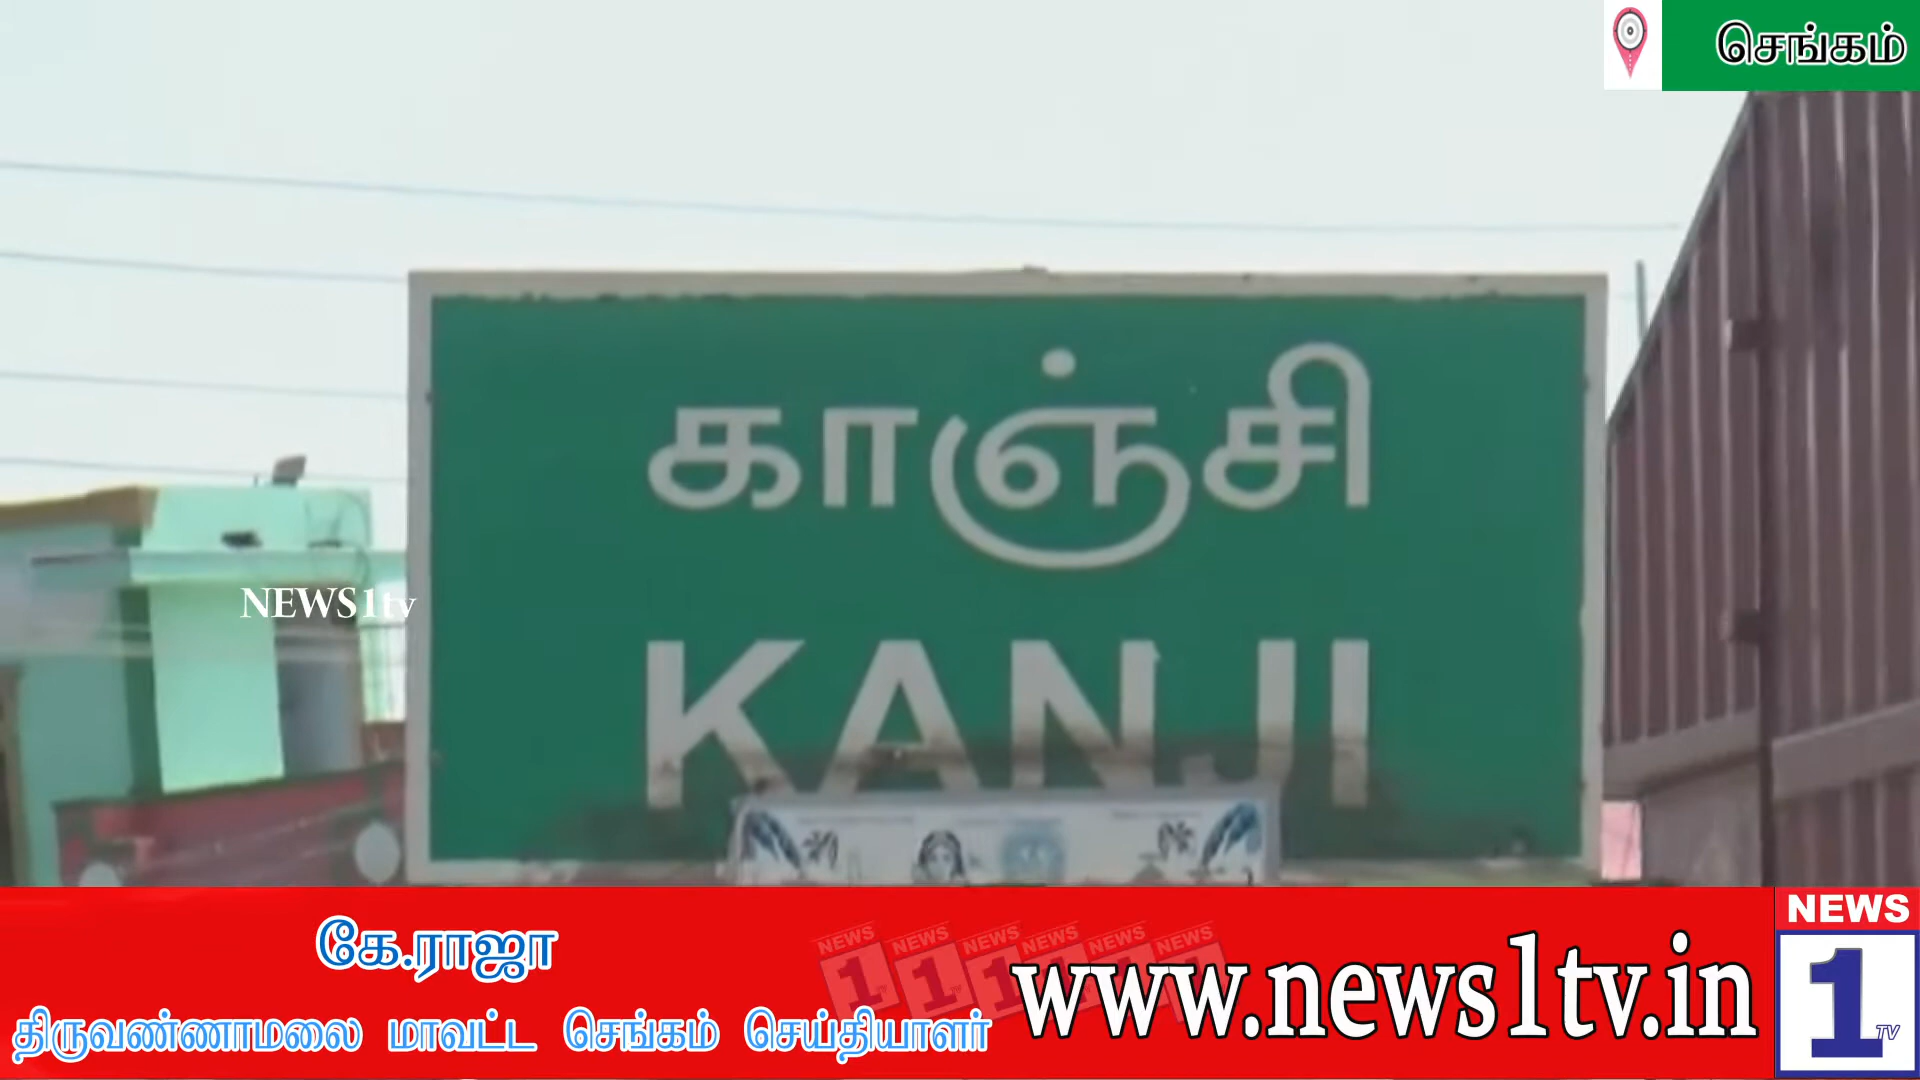 செங்கம்
காஞ்சி
KANJI
NEWS1tv
கே.ராஜா
திருவண்ணாமலை மாவட்ட செங்கம் செய்தியாளர்
www.news1tv.in
NEWS
1
TV